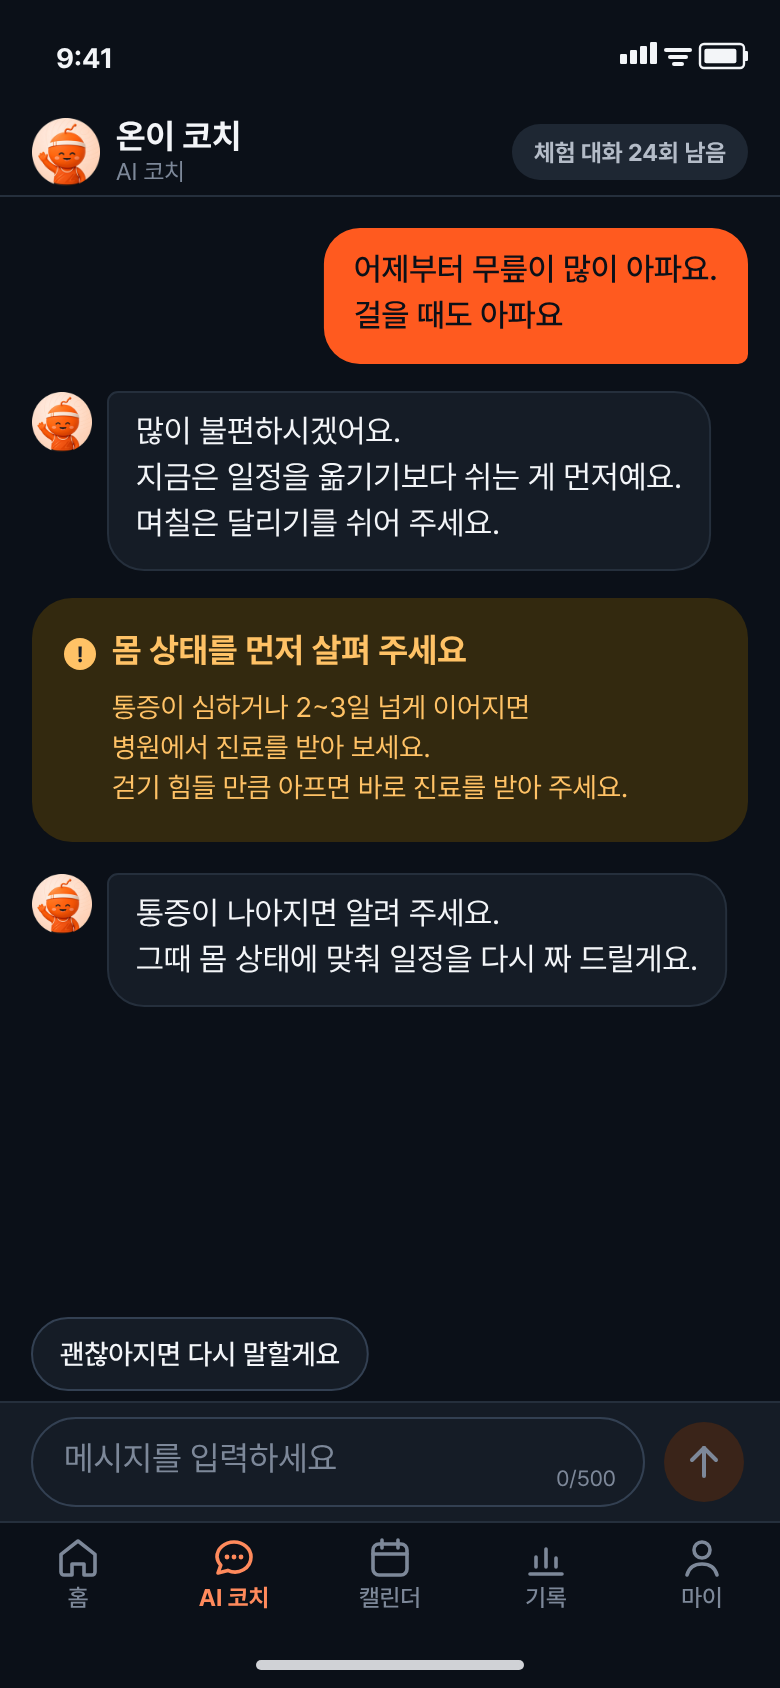 9:41
온이 코치
AI 코치
체험 대화 24회 남음
어제부터 무릎이 많이 아파요.
걸을 때도 아파요
많이 불편하시겠어요.
지금은 일정을 옮기기보다 쉬는 게 먼저예요.
며칠은 달리기를 쉬어 주세요.
몸 상태를 먼저 살펴 주세요
통증이 심하거나 2~3일 넘게 이어지면
병원에서 진료를 받아 보세요.
걷기 힘들 만큼 아프면 바로 진료를 받아 주세요.
통증이 나아지면 알려 주세요.
그때 몸 상태에 맞춰 일정을 다시 짜 드릴게요.
괜찮아지면 다시 말할게요
메시지를 입력하세요
0/500
홈
AI 코치
캘린더
기록
마이